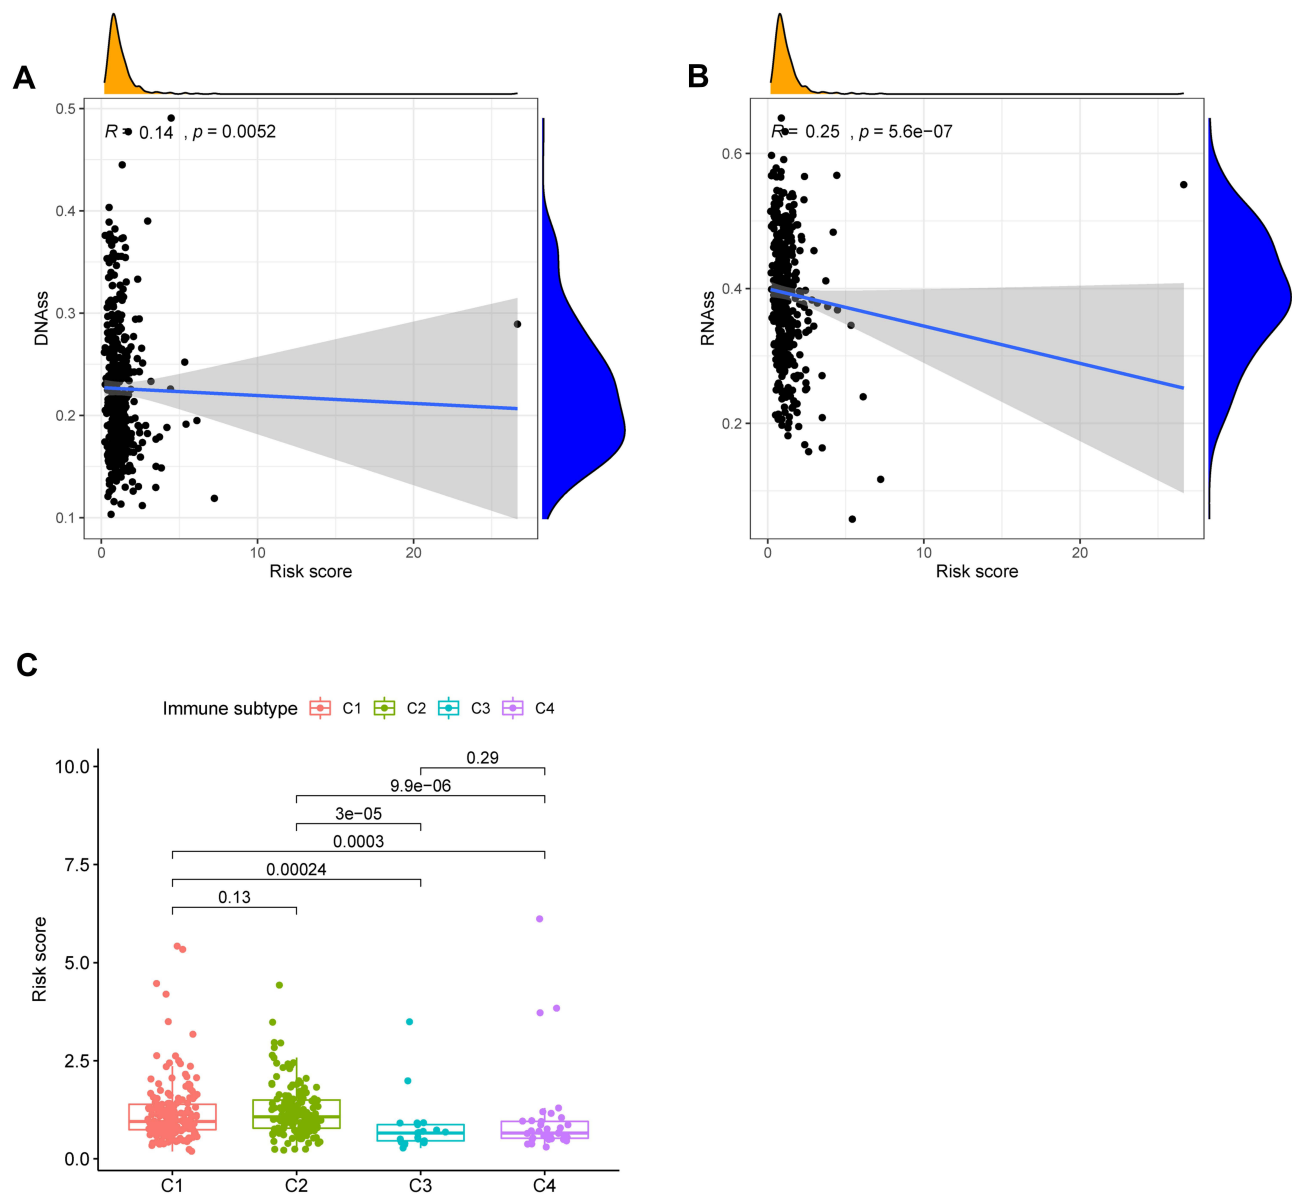 A
R = 0.14 , p = 0.0052
0.5
0.4
0.3
0.2
0.1
DNAss
0 10 20
Risk score
B
R = 0.25 , p = 5.6e−07
0.6
0.4
0.2
RNAss
0 10 20
Risk score
C
Immune subtype C1 C2 C3 C4
0.29
9.9e−06
3e−05
0.0003
0.00024
0.13
10.0
7.5
5.0
2.5
0.0
Risk score
C1 C2 C3 C4